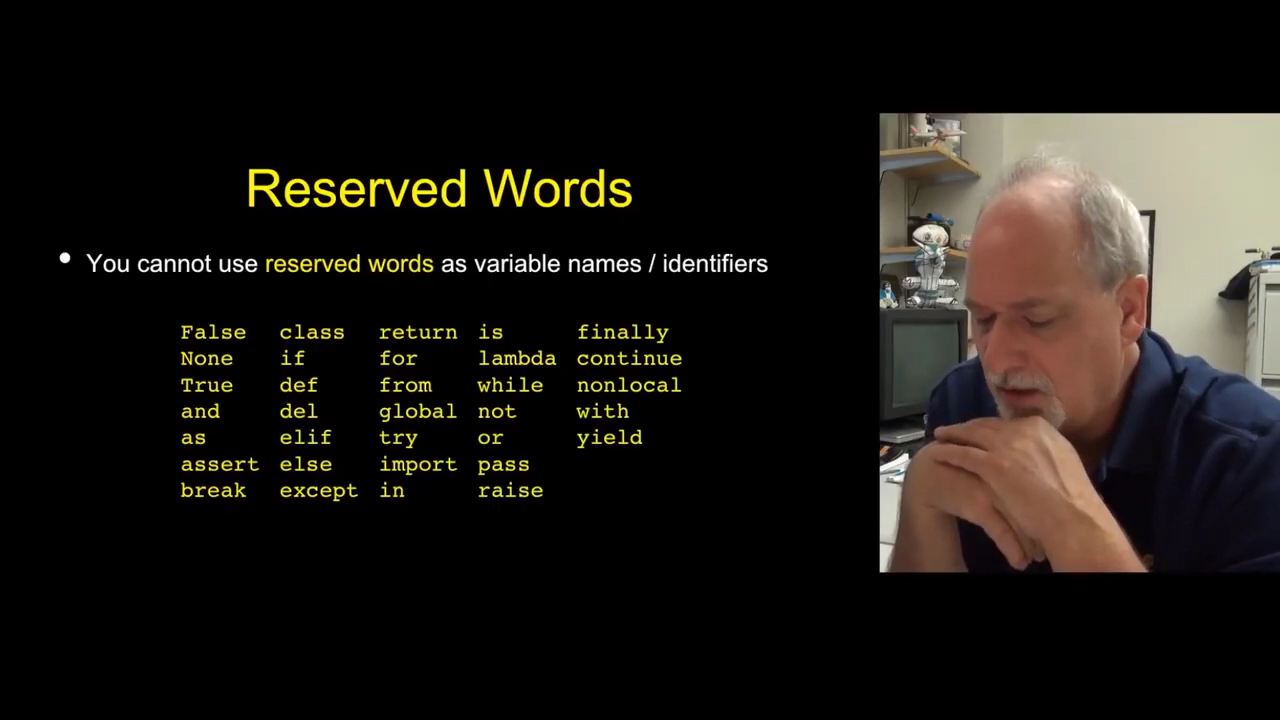 Reserved Words
• You cannot use reserved words as variable names / identifiers
False class return is finally
None if for lambda continue
True def from while nonlocal
and del global not with
as elif try or yield
assert else import pass
break except in raise